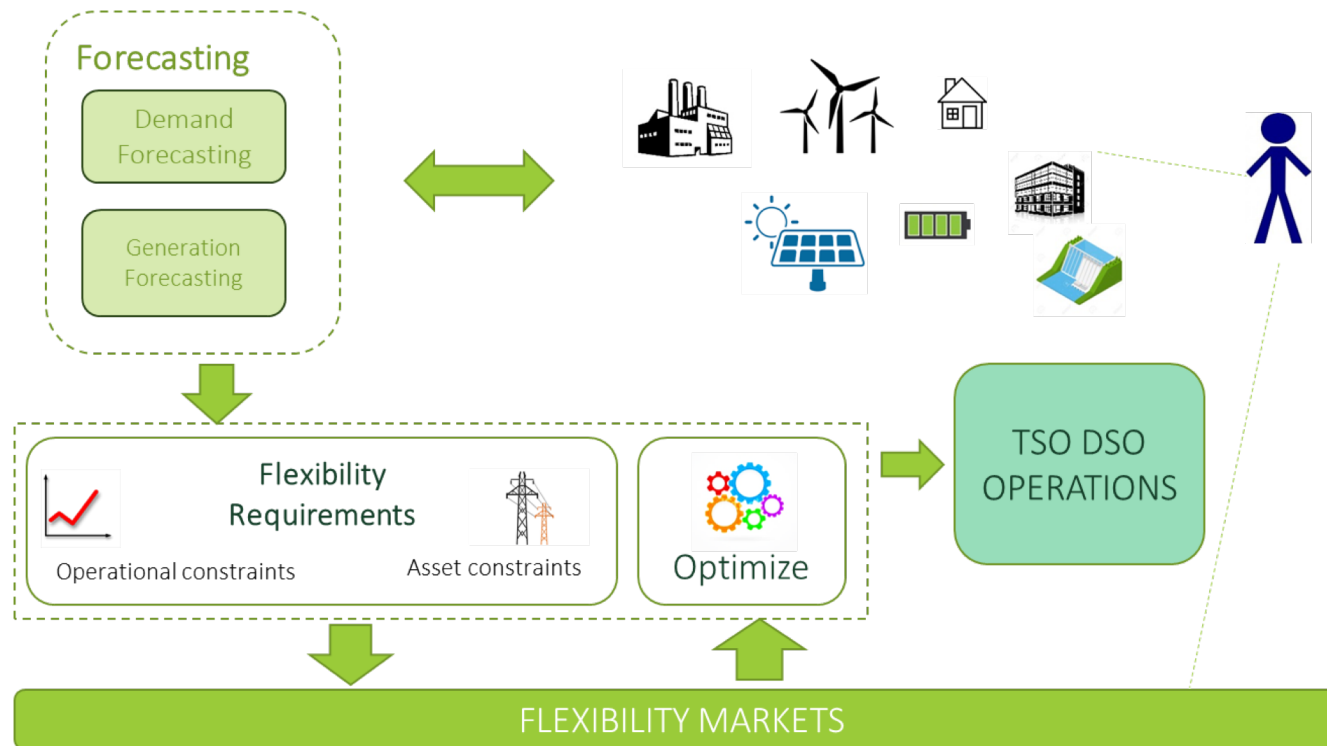 Forecasting
Demand
Forecasting
Generation
Forecasting
Flexibility
Requirements
Operational constraints
Asset constraints
Optimize
TSO DSO
OPERATIONS
FLEXIBILITY MARKETS